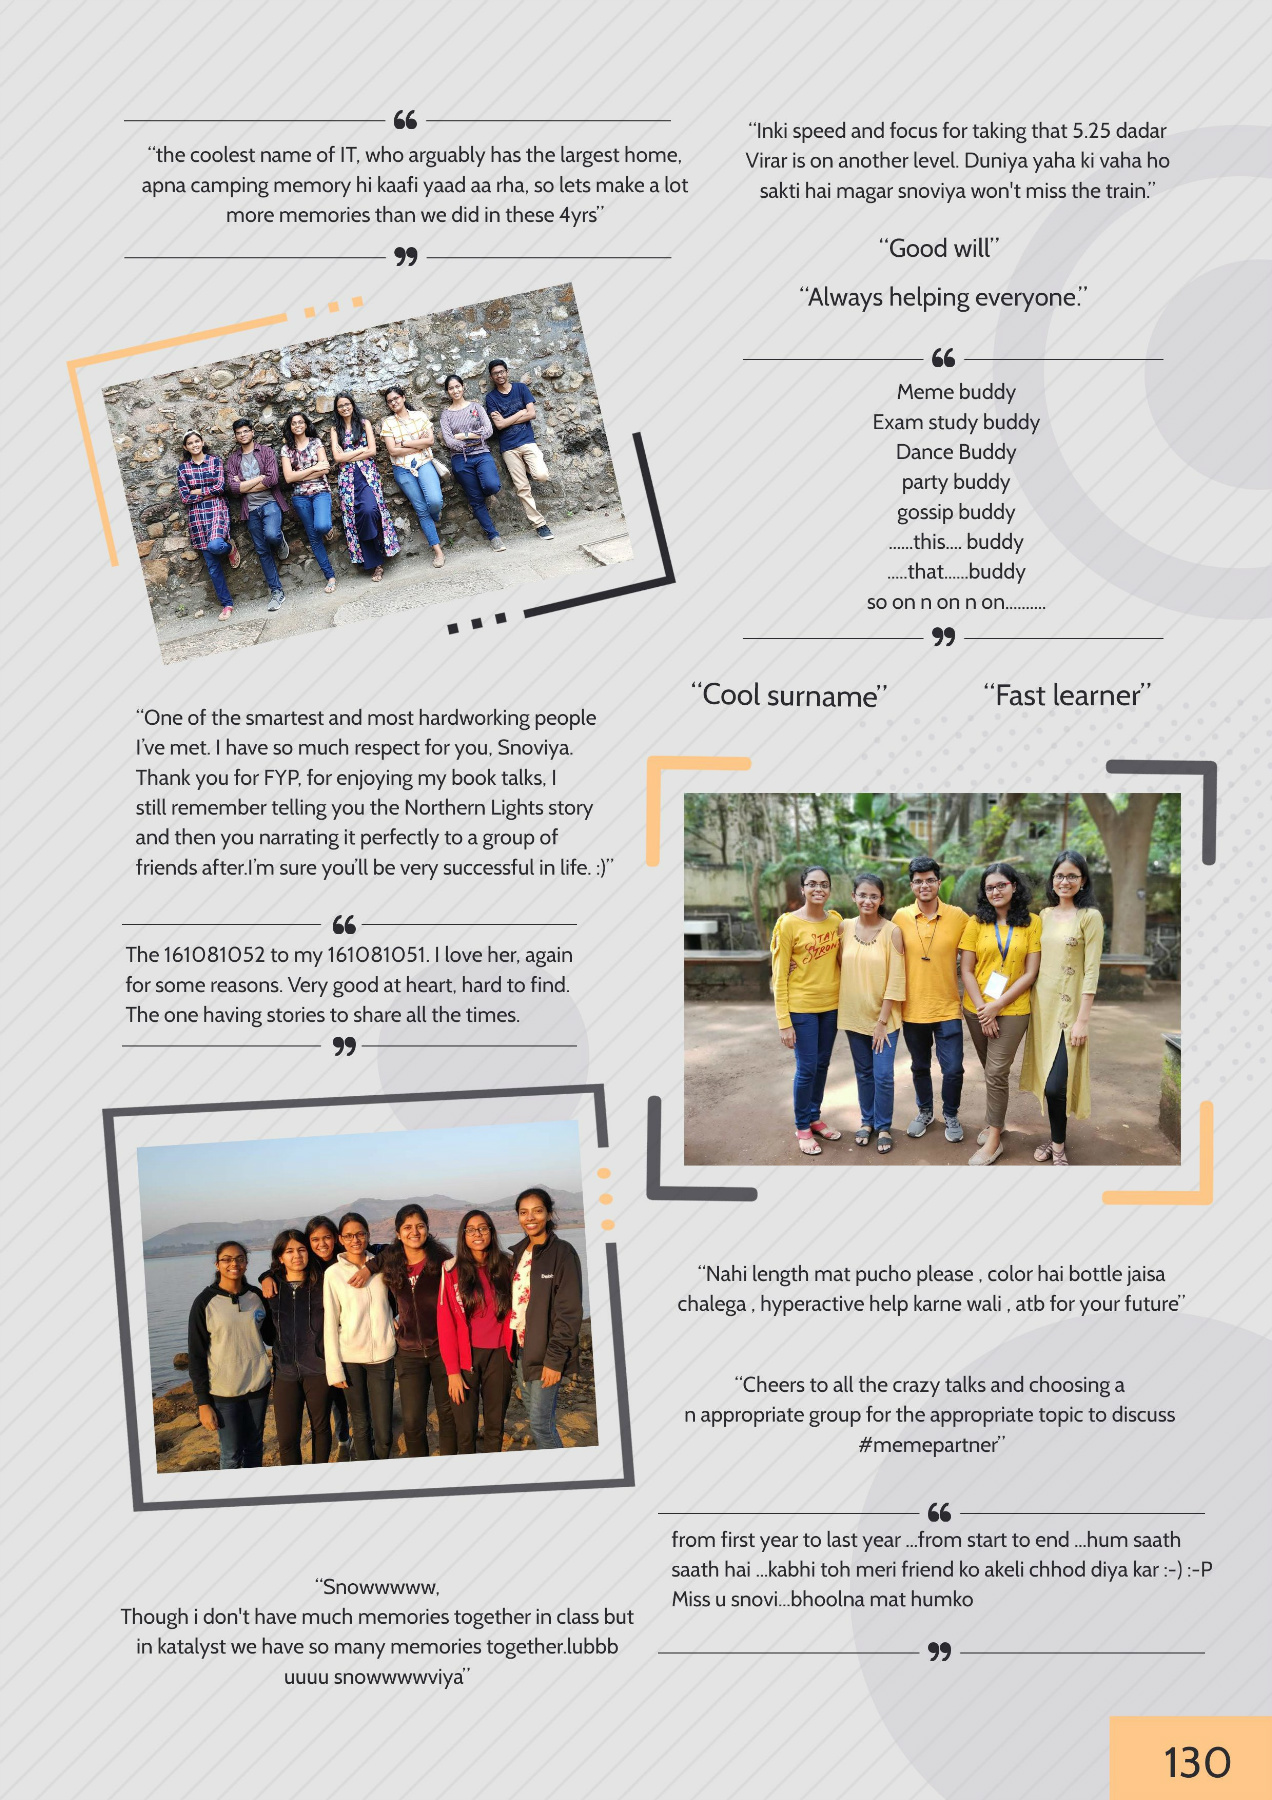 “the coolest name of IT, who arguably has the largest home,
apna camping memory hi kaafi yaad aa rha, so lets make a lot
more memories than we did in these 4yrs”
“Inki speed and focus for taking that 5.25 dadar
Virar is on another level. Duniya yaha ki vaha ho
sakti hai magar snoviya won't miss the train.”
“Good will”
“Always helping everyone.”
Meme buddy
Exam study buddy
Dance Buddy
party buddy
gossip buddy
......this.... buddy
.....that......buddy
so on n on n on..........
“Cool surname”
“Fast learner”
“One of the smartest and most hardworking people
I've met. I have so much respect for you, Snoviya.
Thank you for FYP, for enjoying my book talks, I
still remember telling you the Northern Lights story
and then you narrating it perfectly to a group of
friends after.I'm sure you'll be very successful in life. :)”
The 161081052 to my 161081051. I love her, again
for some reasons. Very good at heart, hard to find.
The one having stories to share all the times.
STAY
STRONG
“Nahi length mat pucho please , color hai bottle jaisa
chalega , hyperactive help karne wali , atb for your future”
“Cheers to all the crazy talks and choosing a
n appropriate group for the appropriate topic to discuss
#memepartner”
from first year to last year ...from start to end ...hum saath
saath hai ...kabhi toh meri friend ko akeli chhod diya kar :-) :-P
Miss u snovi...bhoolna mat humko
“Snowwwww,
Though i don't have much memories together in class but
in katalyst we have so many memories together.lubbb
uuuu snowwwwviya”
130